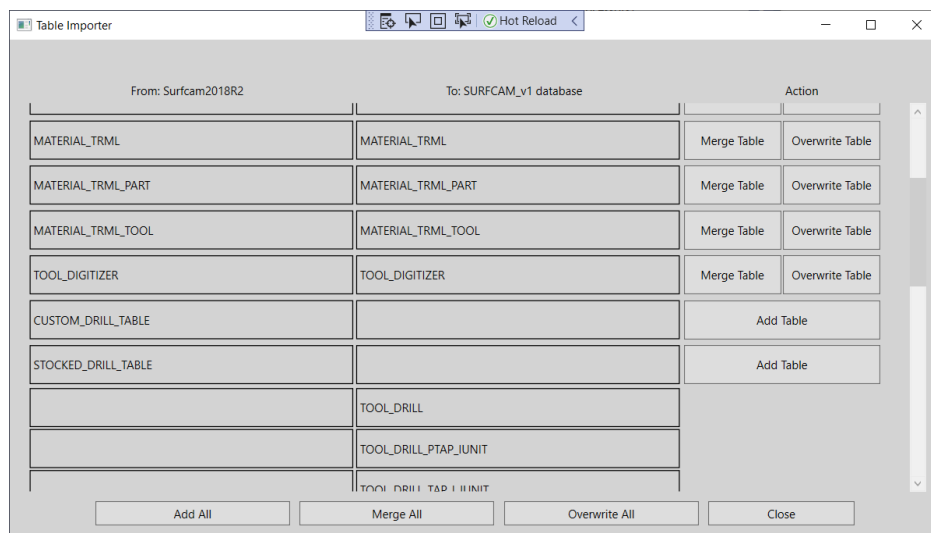 Table Importer
Hot Reload
From: Surfcam2018R2 To: SURFCAM_v1 database Action
MATERIAL_TRML MATERIAL_TRML Merge Table Overwrite Table
MATERIAL_TRML_PART MATERIAL_TRML_PART Merge Table Overwrite Table
MATERIAL_TRML_TOOL MATERIAL_TRML_TOOL Merge Table Overwrite Table
TOOL_DIGITIZER TOOL_DIGITIZER Merge Table Overwrite Table
CUSTOM_DRILL_TABLE Add Table
STOCKED_DRILL_TABLE Add Table
TOOL_DRILL
TOOL_DRILL_PTAP_IUNIT
Add All Merge All Overwrite All Close